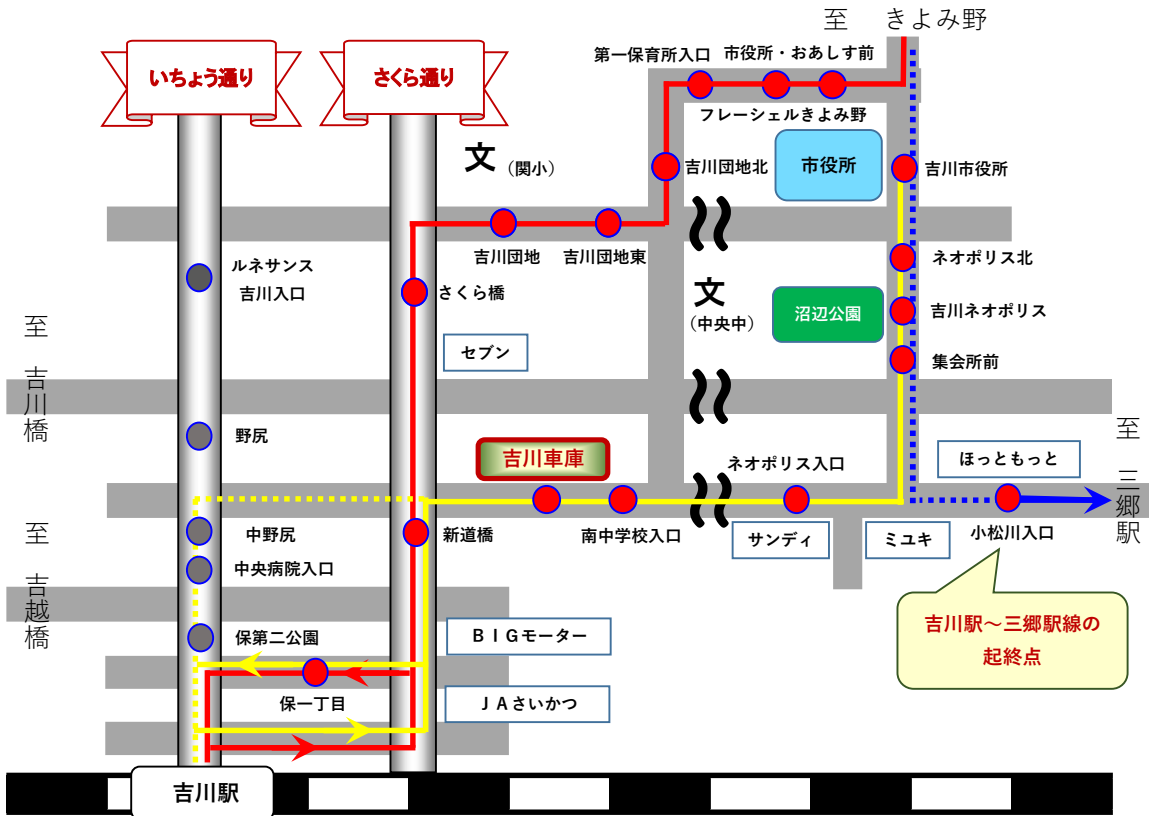 至　きよみ野
いちょう通り
さくら通り
第一保育所入口
市役所・おあしす前
フレーシェルきよみ野
文
（関小）
吉川団地北
市役所
吉川市役所
吉川団地
吉川団地東
ネオポリス北
ルネサンス
吉川入口
さくら橋
文
（中央中）
沼辺公園
吉川ネオポリス
至　吉川橋
セブン
集会所前
野尻
吉川車庫
ネオポリス入口
ほっともっと
至　三郷駅
至　吉越橋
中野尻
新道橋
南中学校入口
サンディ
ミユキ
小松川入口
中央病院入口
保第二公園
ＢＩＧモーター
吉川駅～三郷駅線の
起終点
保一丁目
ＪＡさいかつ
吉川駅